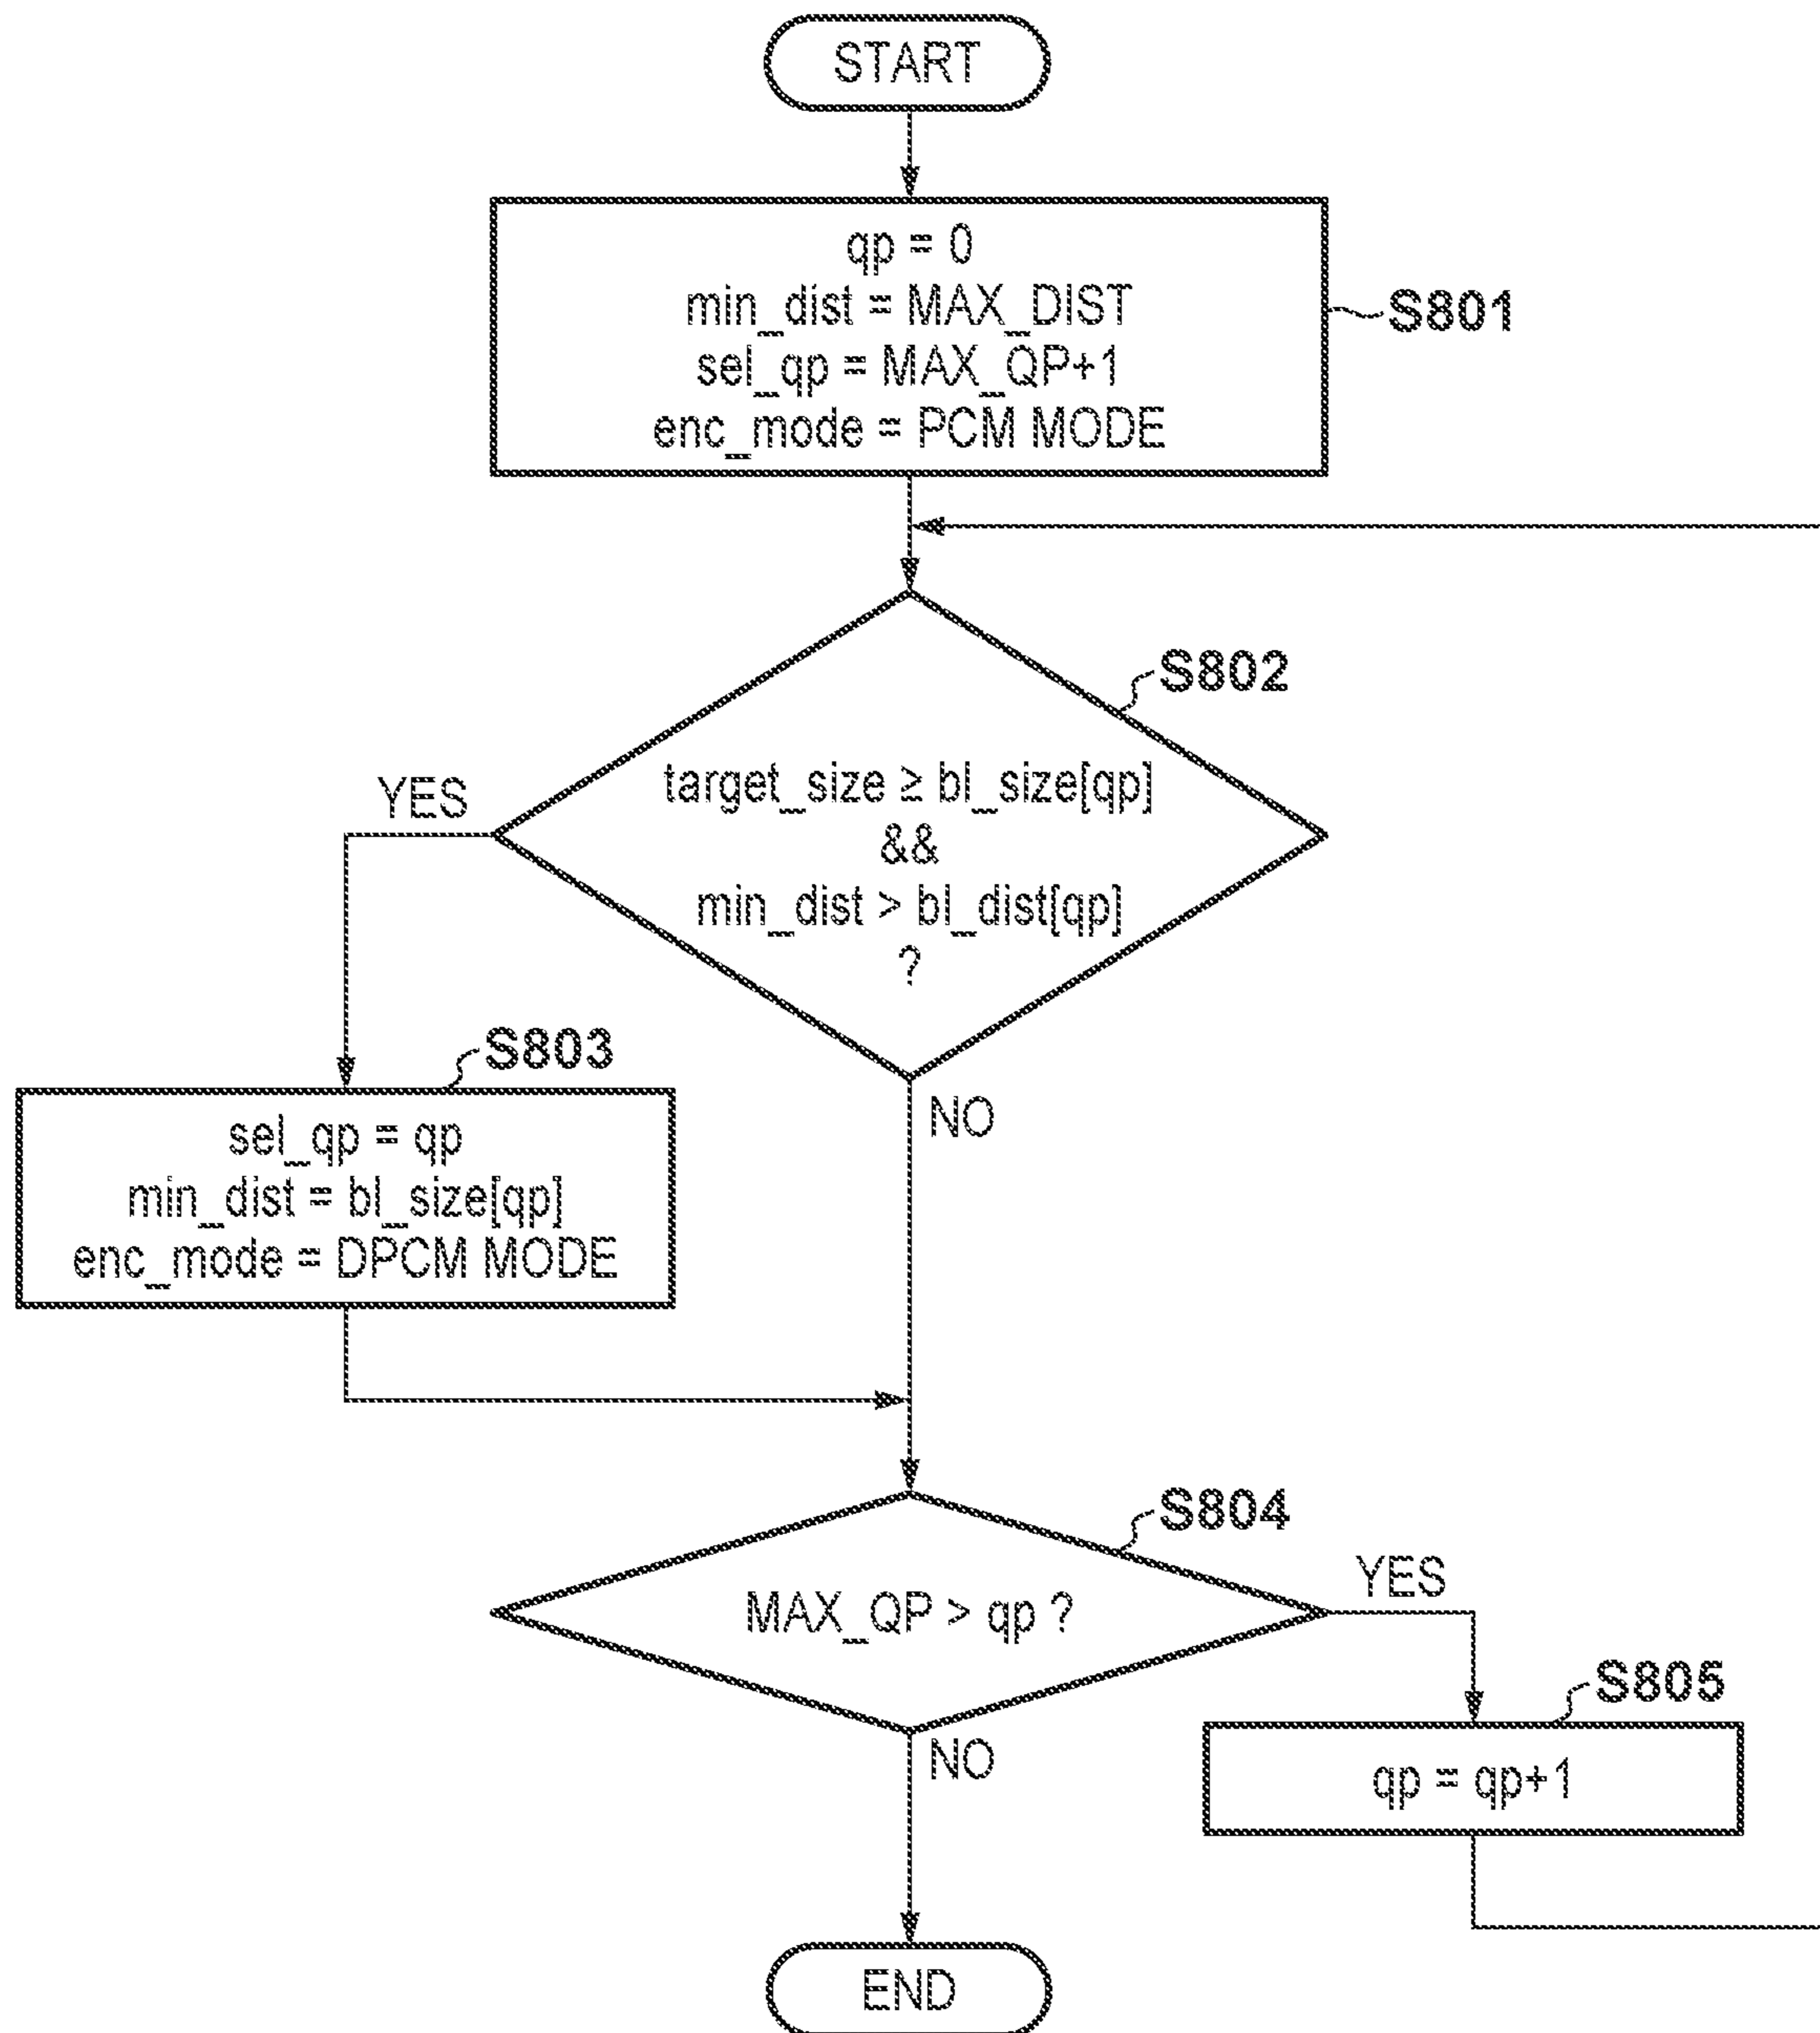 START
qp = 0
min_dist = MAX_DIST
sel_qp = MAX_QP+1
enc_mode = PCM MODE
S801
S802
target_size ≥ bl_size[qp]
&&
min_dist > bl_dist[qp]
?
YES
NO
S803
sel_qp = qp
min_dist = bl_size[qp]
enc_mode = DPCM MODE
S804
MAX_QP > qp ?
YES
NO
S805
qp = qp+1
END